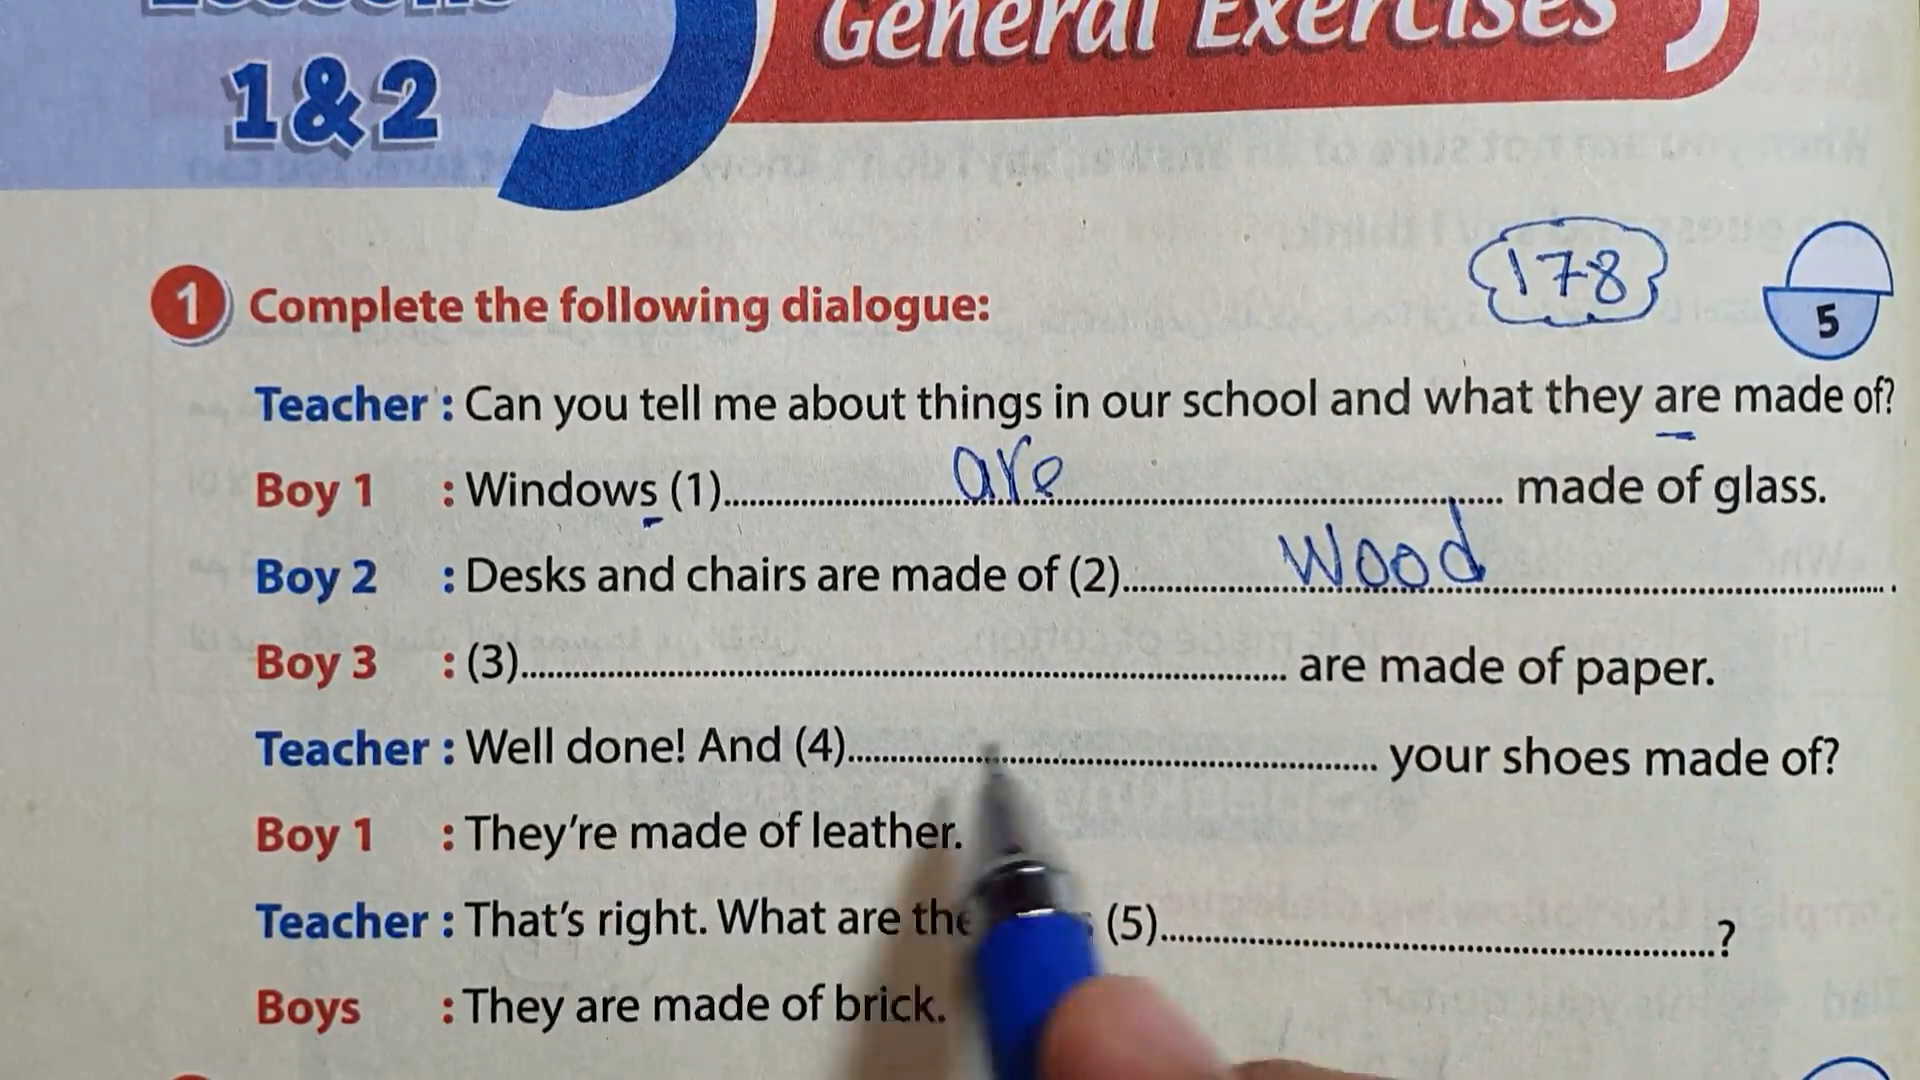 1&2
General Exercises
178
5
1 Complete the following dialogue:
Teacher : Can you tell me about things in our school and what they are made of?
Boy 1 : Windows (1)........ are ........ made of glass.
Boy 2 : Desks and chairs are made of (2)........ wood ........ .
Boy 3 : (3)................ are made of paper.
Teacher : Well done! And (4)................ your shoes made of?
Boy 1 : They're made of leather.
Teacher : That's right. What are (5)................?
Boys : They are made of brick.